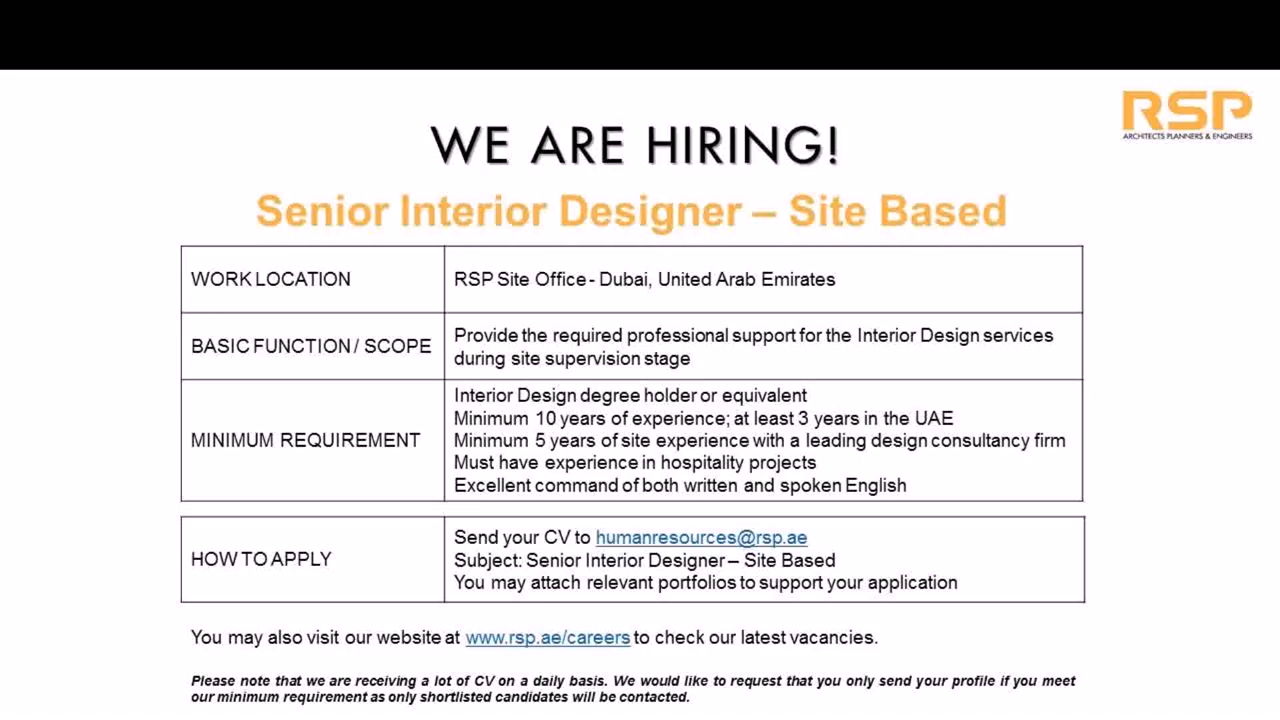 RSP
ARCHITECTS PLANNERS & ENGINEERS
WE ARE HIRING!
Senior Interior Designer – Site Based
WORK LOCATION
RSP Site Office - Dubai, United Arab Emirates
BASIC FUNCTION / SCOPE
Provide the required professional support for the Interior Design services
during site supervision stage
MINIMUM REQUIREMENT
Interior Design degree holder or equivalent
Minimum 10 years of experience; at least 3 years in the UAE
Minimum 5 years of site experience with a leading design consultancy firm
Must have experience in hospitality projects
Excellent command of both written and spoken English
HOW TO APPLY
Send your CV to humanresources@rsp.ae
Subject: Senior Interior Designer – Site Based
You may attach relevant portfolios to support your application
You may also visit our website at www.rsp.ae/careers to check our latest vacancies.
Please note that we are receiving a lot of CV on a daily basis. We would like to request that you only send your profile if you meet
our minimum requirement as only shortlisted candidates will be contacted.